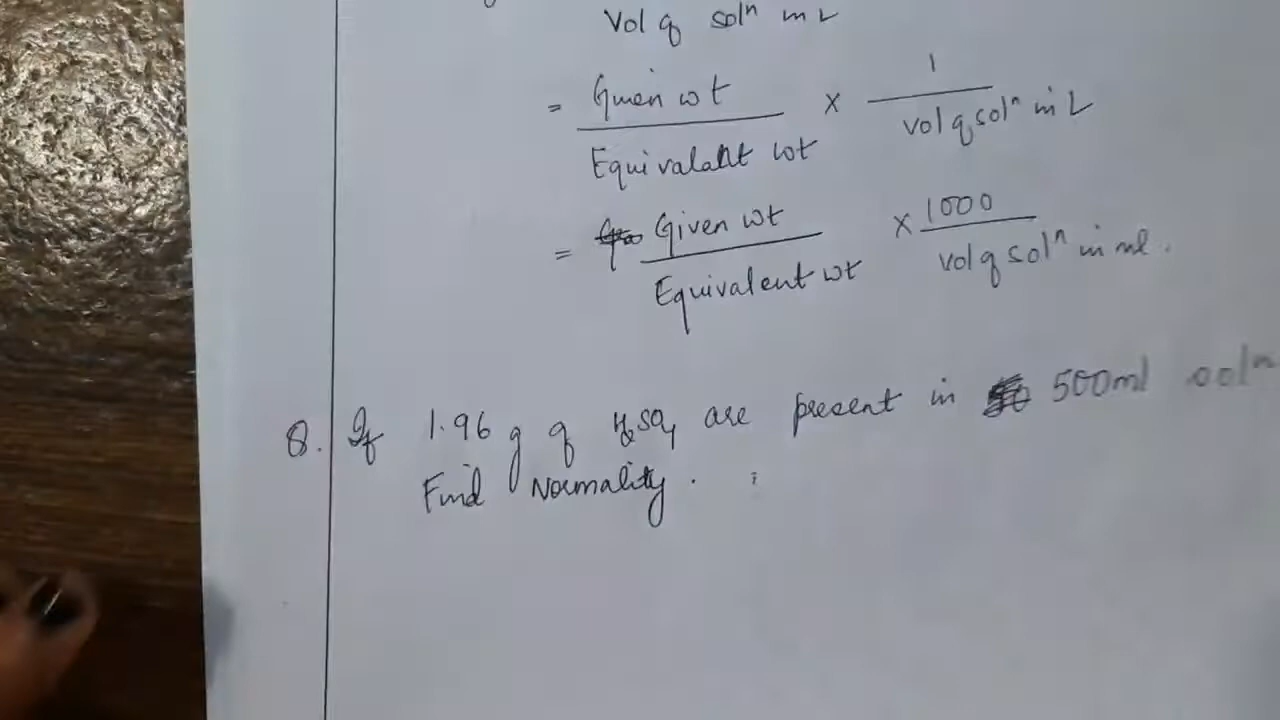 Vol of solⁿ in L
= Given wt / Equivalent wt × 1 / vol of solⁿ in L
= Given wt / Equivalent wt × 1000 / vol of solⁿ in ml.
Q. If 1.96 g of H2SO4 are present in 500ml solⁿ
Find Normality.